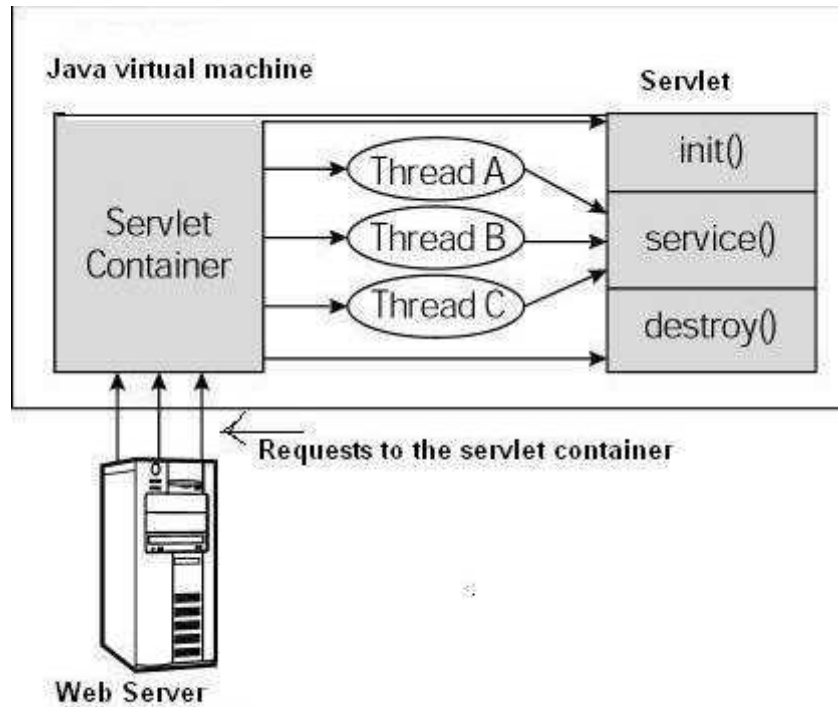 Java virtual machine
Servlet
Servlet
Container
Thread A
Thread B
Thread C
init()
service()
destroy()
Requests to the servlet container
Web Server